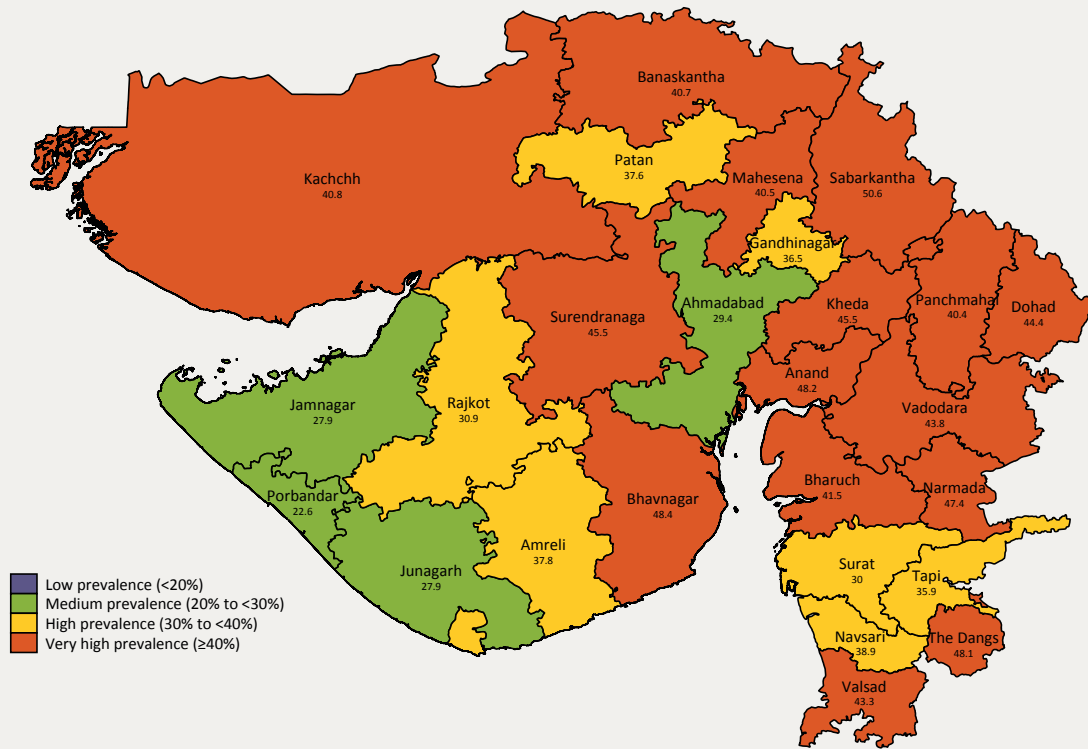 Banaskantha
40.7
Patan
37.6
Kachchh
40.8
Mahesena
40.5
Sabarkantha
50.6
Gandhinagar
36.5
Ahmadabad
29.4
Kheda
45.5
Panchmahal
40.4
Dohad
44.4
Surendranaga
45.5
Anand
48.2
Jamnagar
27.9
Rajkot
30.9
Vadodara
43.8
Bharuch
41.5
Narmada
47.4
Porbandar
22.6
Bhavnagar
48.4
Amreli
37.8
Junagarh
27.9
Surat
30
Tapi
35.9
Navsari
38.9
The Dangs
48.1
Valsad
43.3
Low prevalence (<20%)
Medium prevalence (20% to <30%)
High prevalence (30% to <40%)
Very high prevalence (≥40%)